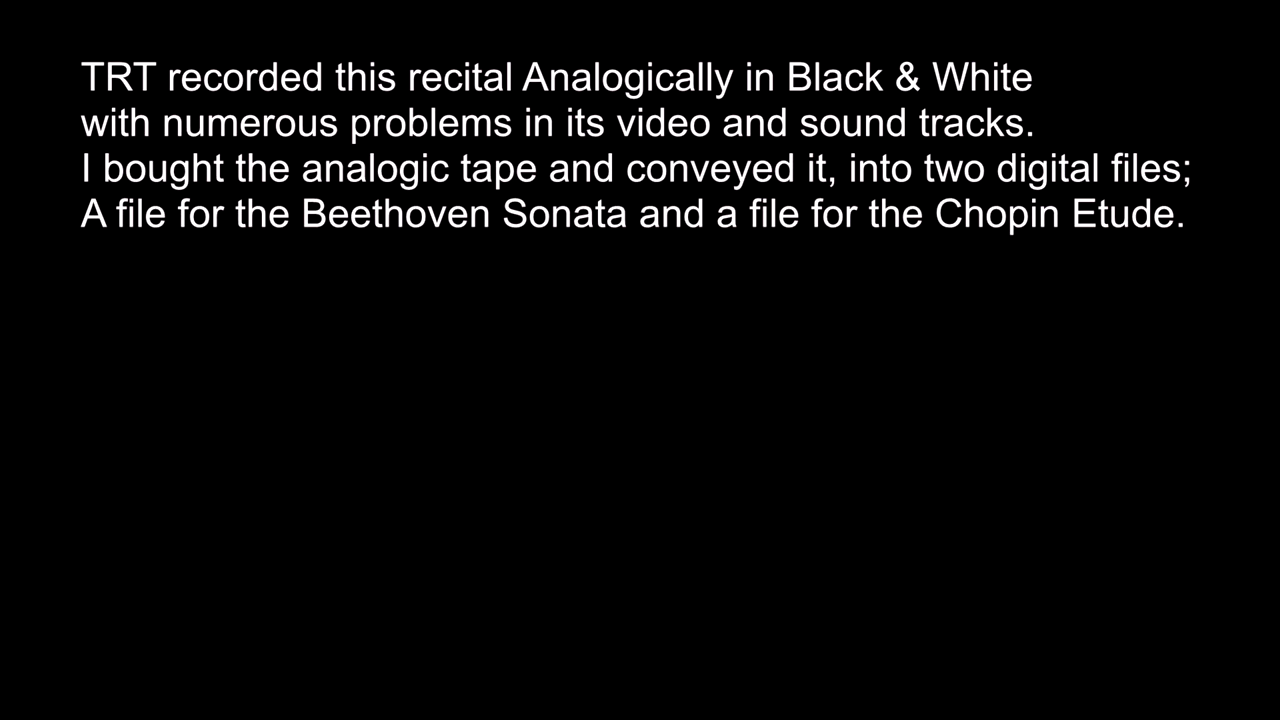 TRT recorded this recital Analogically in Black & White
with numerous problems in its video and sound tracks.
I bought the analogic tape and conveyed it, into two digital files;
A file for the Beethoven Sonata and a file for the Chopin Etude.